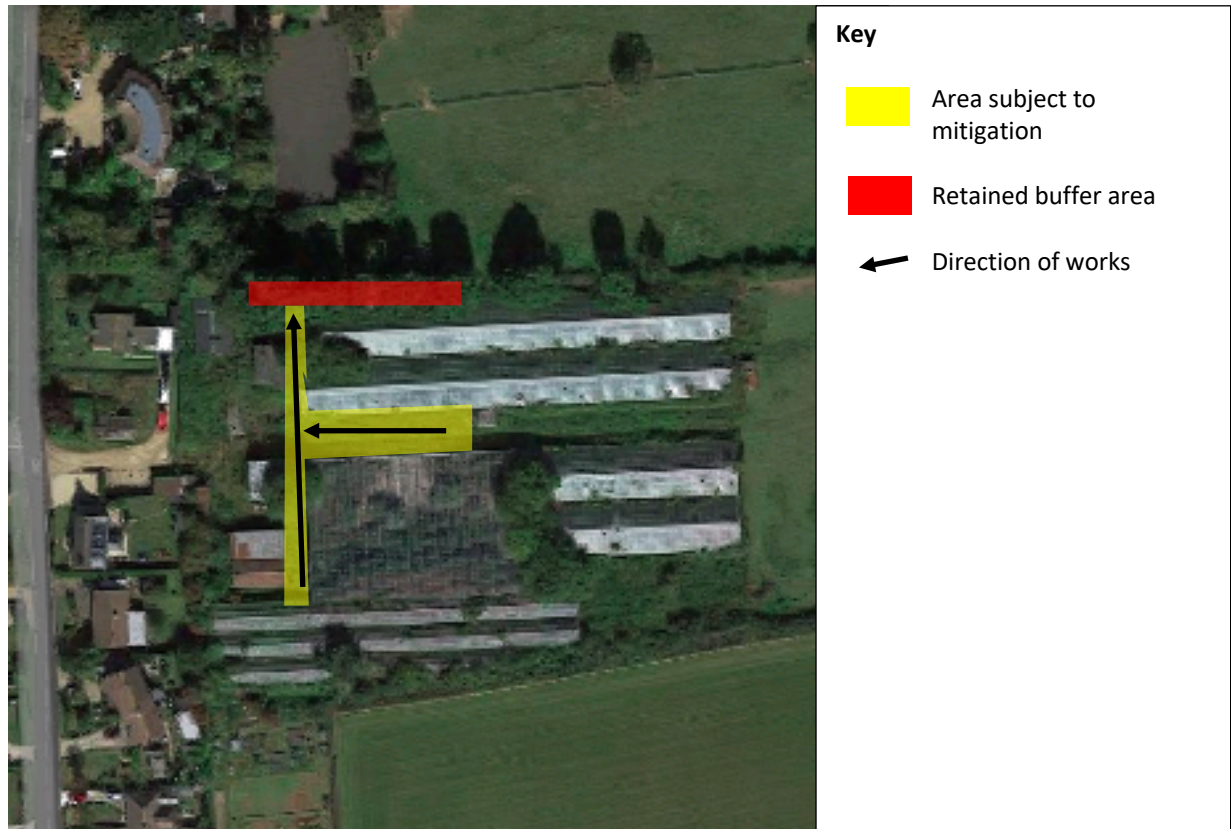 Key
Area subject to
mitigation
Retained buffer area
Direction of works